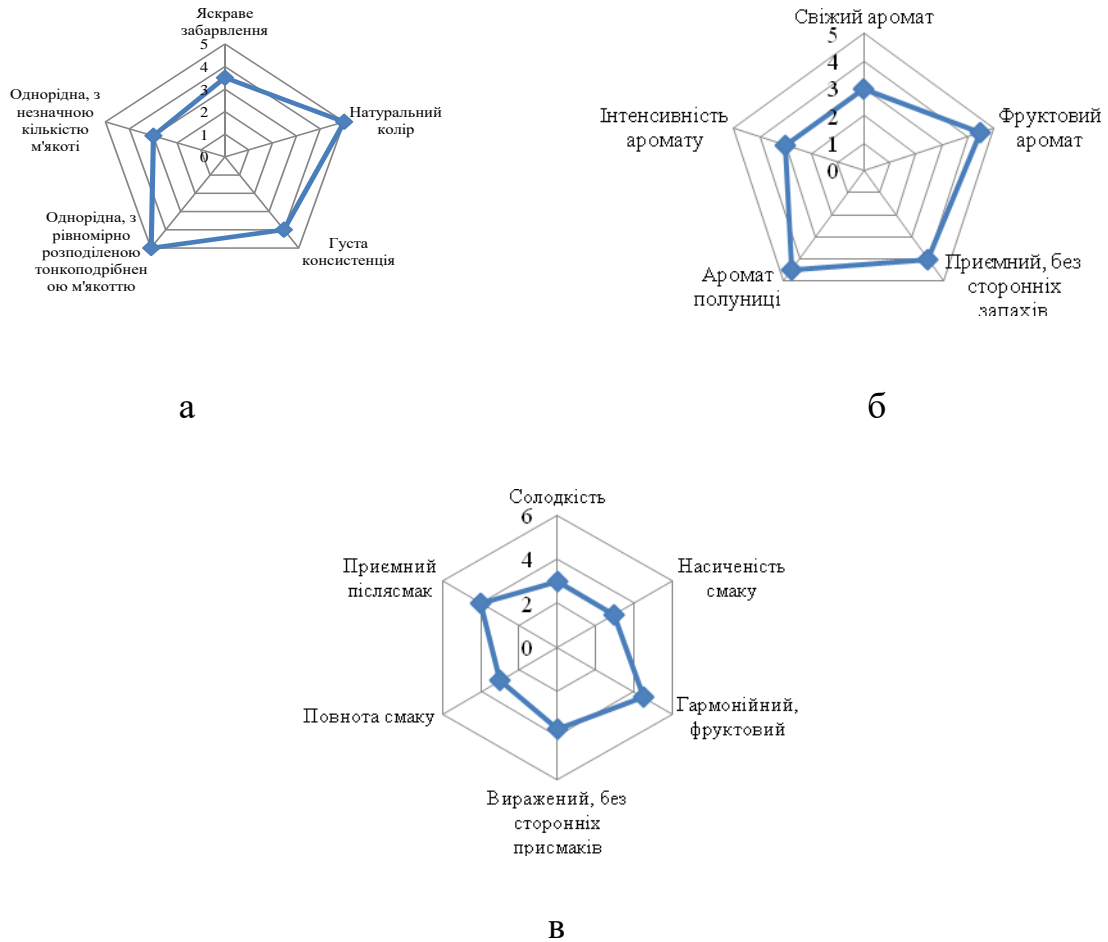 Яскраве
забарвлення
5
4
3
2
1
0
Натуральний
колір
Густа
консистенція
Однорідна, з
рівномірно
розподіленою
тонкоподрібнен
ою м'якоттю
Однорідна, з
незначною
кількістю
м'якоті
а
Свіжий аромат
5
4
3
2
1
0
Фруктовий
аромат
Приємний, без
сторонніх
запахів
Аромат
полуниці
Інтенсивність
аромату
б
Солодкість
6
4
2
0
Насиченість
смаку
Гармонійний,
фруктовий
Виражений, без
сторонніх
присмаків
Повнота смаку
Приємний
післясмак
в